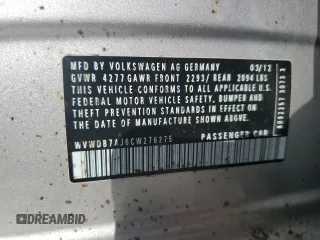 MFD BY VOLKSWAGEN AG GERMANY 03/12
GVWR 4277 GAWR FRONT 2293/ REAR 2094 LBS
THIS VEHICLE CONFORMS TO ALL APPLICABLE U.S.
FEDERAL MOTOR VEHICLE SAFETY, BUMPER AND
THEFT PREVENTION STANDARDS IN EFFECT ON THE
DATE OF MANUFACTURE SHOWN ABOVE.
WVWDB7AJ6CW276275 PASSENGER CAR
DREAMBID